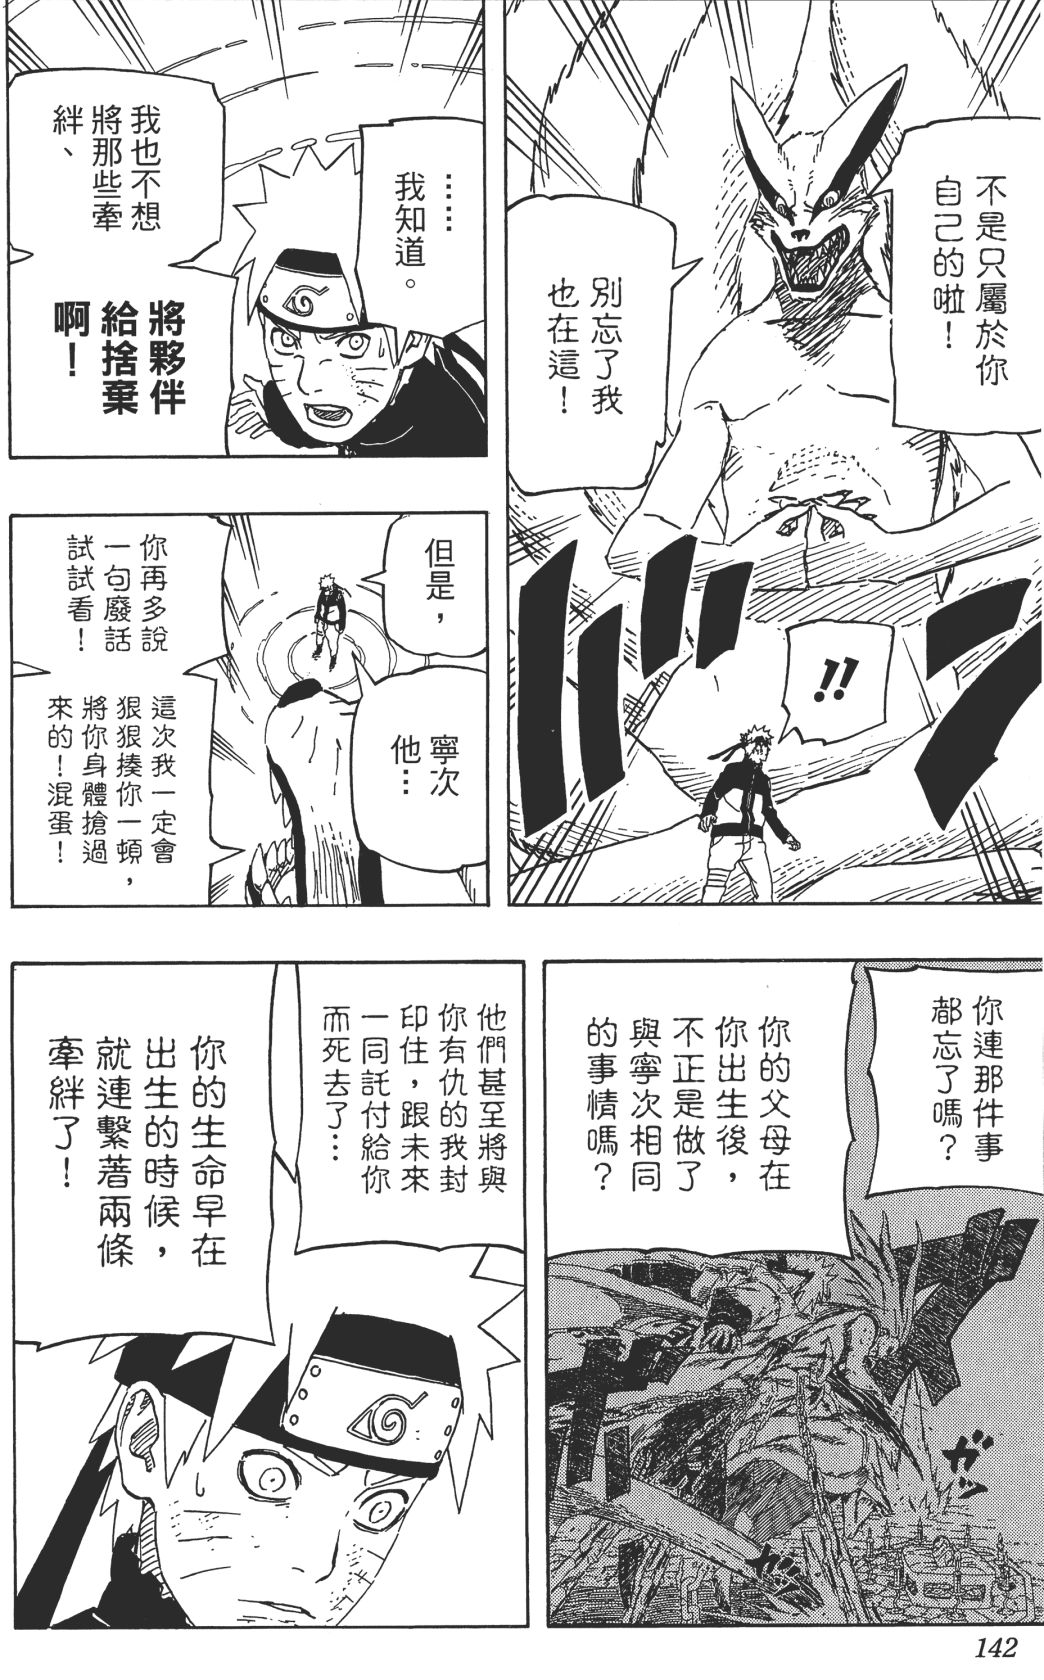 不是只屬於你
自己的啦！
別忘了我
也在這！
!!
……
我知道。
我也不想
將那些牽
絆、
將夥伴
給捨棄
啊！
但是，
寧次
他…
你再多說
一句廢話
試試看！
這次我一定會
狠狠揍你一頓，
將你身體搶過
來的！混蛋！
你連那件事
都忘了嗎？
你的父母在
你出生後，
不正是做了
與寧次相同
的事情嗎？
ガッ
ガッ
他們甚至將與
你有仇的我封
印住，跟未來
一同託付給你
而死去了…
你的生命早在
出生的時候，
就連繫著兩條
牽絆了！
142